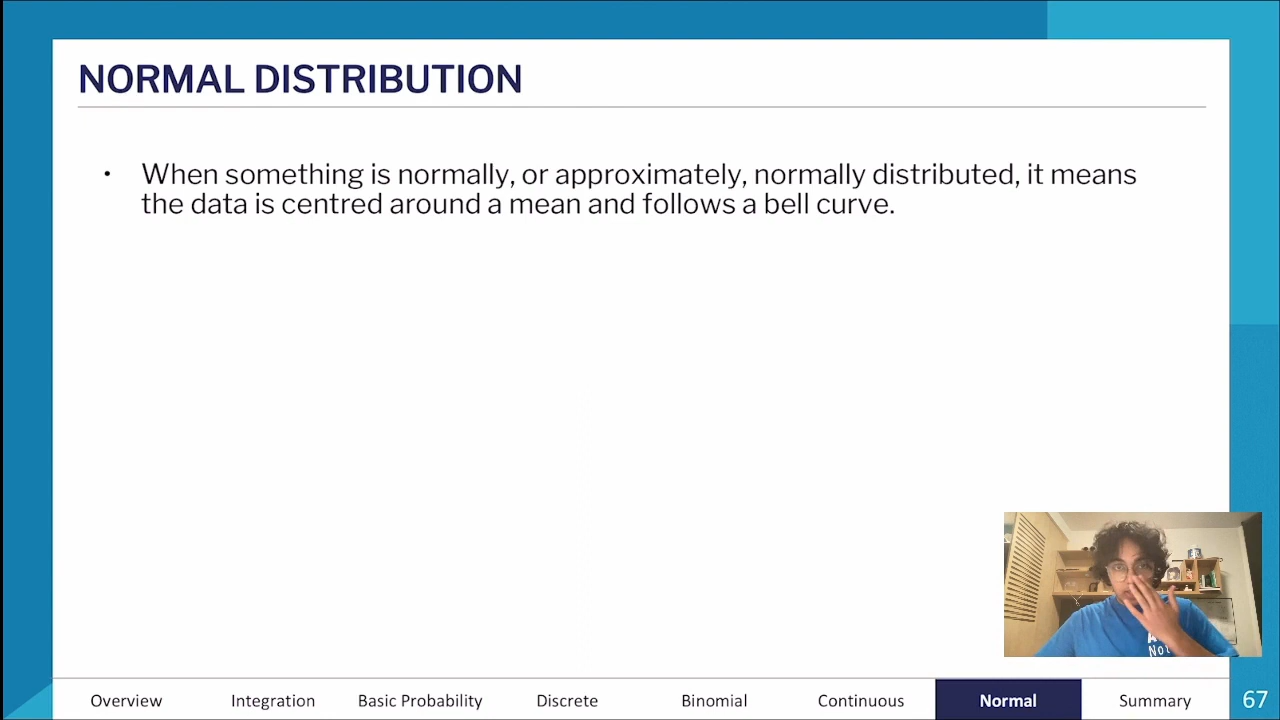 NORMAL DISTRIBUTION
• When something is normally, or approximately, normally distributed, it means
the data is centred around a mean and follows a bell curve.
Overview Integration Basic Probability Discrete Binomial Continuous Normal Summary 67